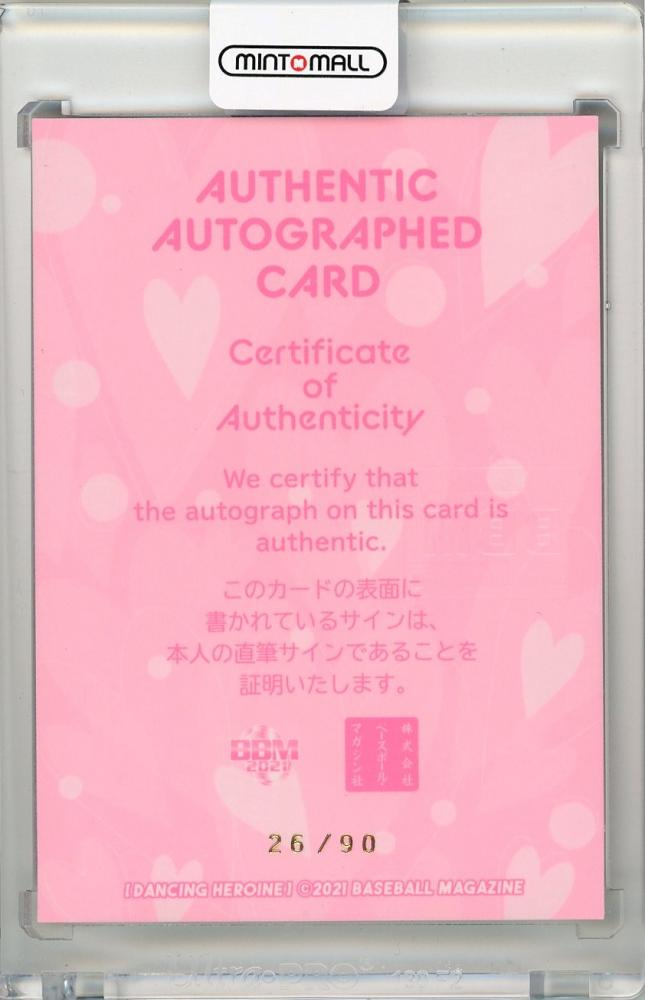 MINT MALL
AUTHENTIC
AUTOGRAPHED
CARD
Certificate
of
Authenticity
We certify that
the autograph on this card is
authentic.
このカードの表面に
書かれているサインは、
本人の直筆サインであることを
証明いたします。
BBM
2021
株式会社
ベースボール・
マガジン社
26/90
[DANCING HEROINE] ©2021 BASEBALL MAGAZINE